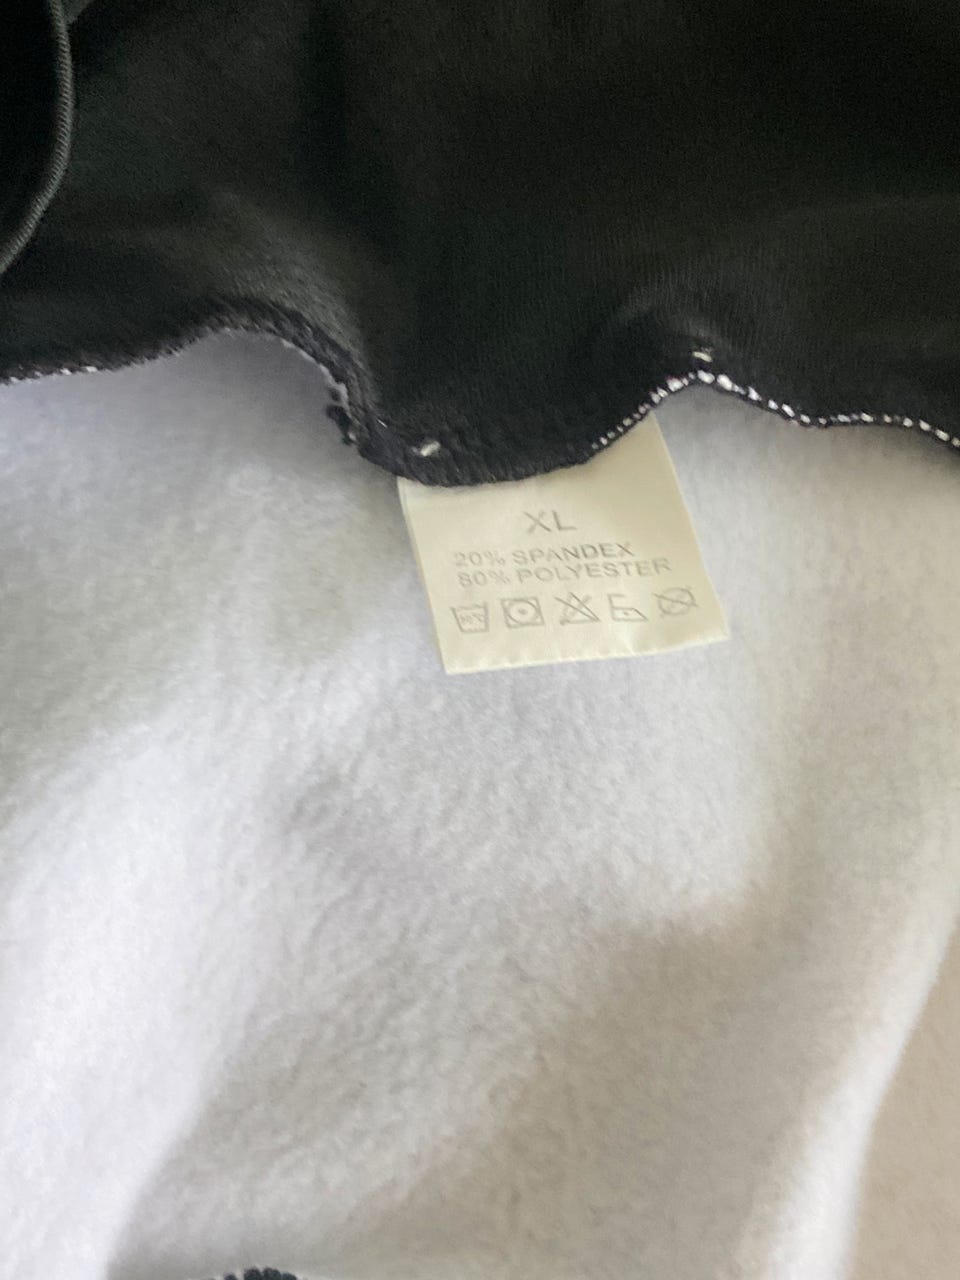 XL
20% SPANDEX
80% POLYESTER